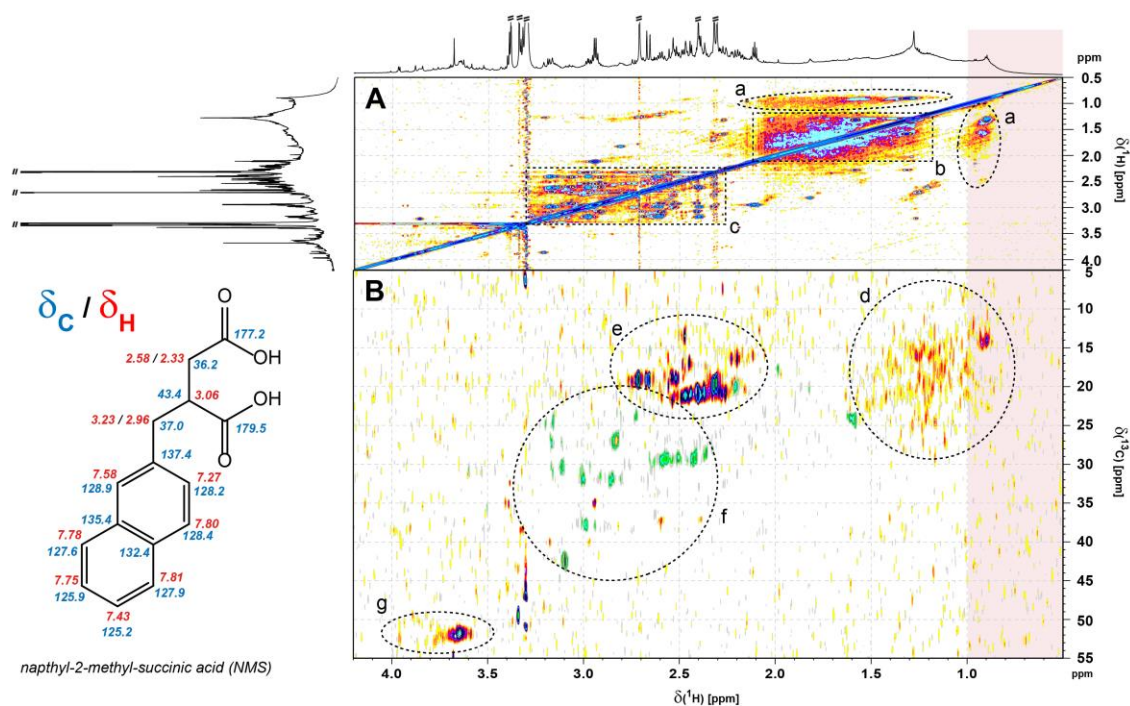 ppm
A
a
0.5
1.0
1.5
2.0
2.5
3.0
3.5
4.0
δ(¹H) [ppm]
a
b
c
B
d
e
f
g
5
10
15
20
25
30
35
40
45
50
55
δ(¹³C) [ppm]
4.0 3.5 3.0 2.5 2.0 1.5 1.0 ppm
δ(¹H) [ppm]
δC / δH
O
177.2
2.58 / 2.33
OH
36.2
43.4 3.06
OH
3.23 / 2.96
37.0
O
179.5
137.4
7.58 7.27
128.9 128.2
135.4 7.80
7.78 128.4
127.6 132.4
7.75 7.81
125.9 127.9
7.43
125.2
napthyl-2-methyl-succinic acid (NMS)